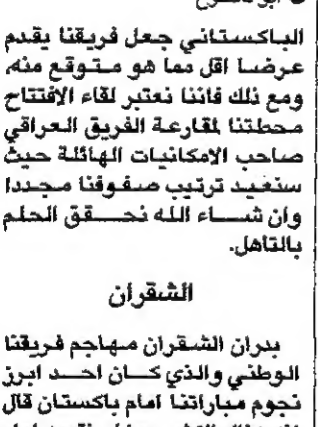 الباكستاني جعل فريقنا يقدم
عرضا اقل مما هو متوقع منه،
ومع ذلك فاننا نعتبر لقاء الافتتاح
محطتنا لمقارعة الفريق العراقي
صاحب الامكانيات الهائلة حيث
سنعيد ترتيب صفوفنا مجددا
وان شاء الله نحقق الحلم
بالتاهل.
الشقران
بدران الشقران مهاجم فريقنا
الوطني والذي كان احد ابرز
نجوم مباراتنا امام باكستان قال